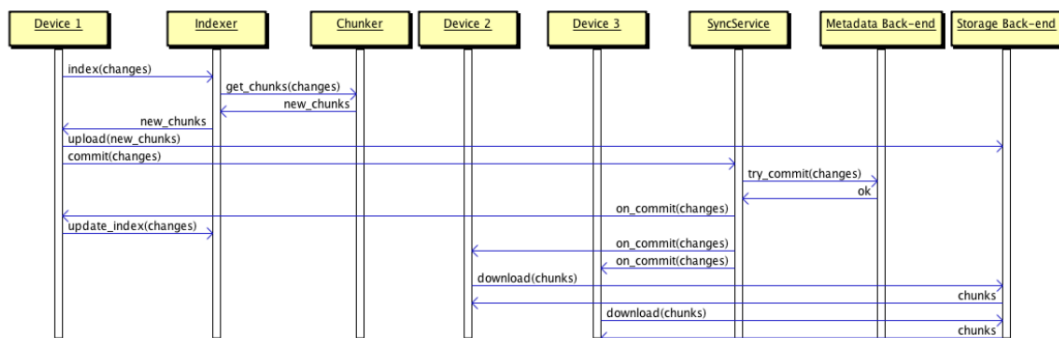 Device 1 Indexer Chunker Device 2 Device 3 SyncService Metadata Back-end Storage Back-end
index(changes)
get_chunks(changes)
new_chunks
new_chunks
upload(new_chunks)
commit(changes)
try_commit(changes)
ok
on_commit(changes)
update_index(changes)
on_commit(changes)
on_commit(changes)
download(chunks)
chunks
download(chunks)
chunks